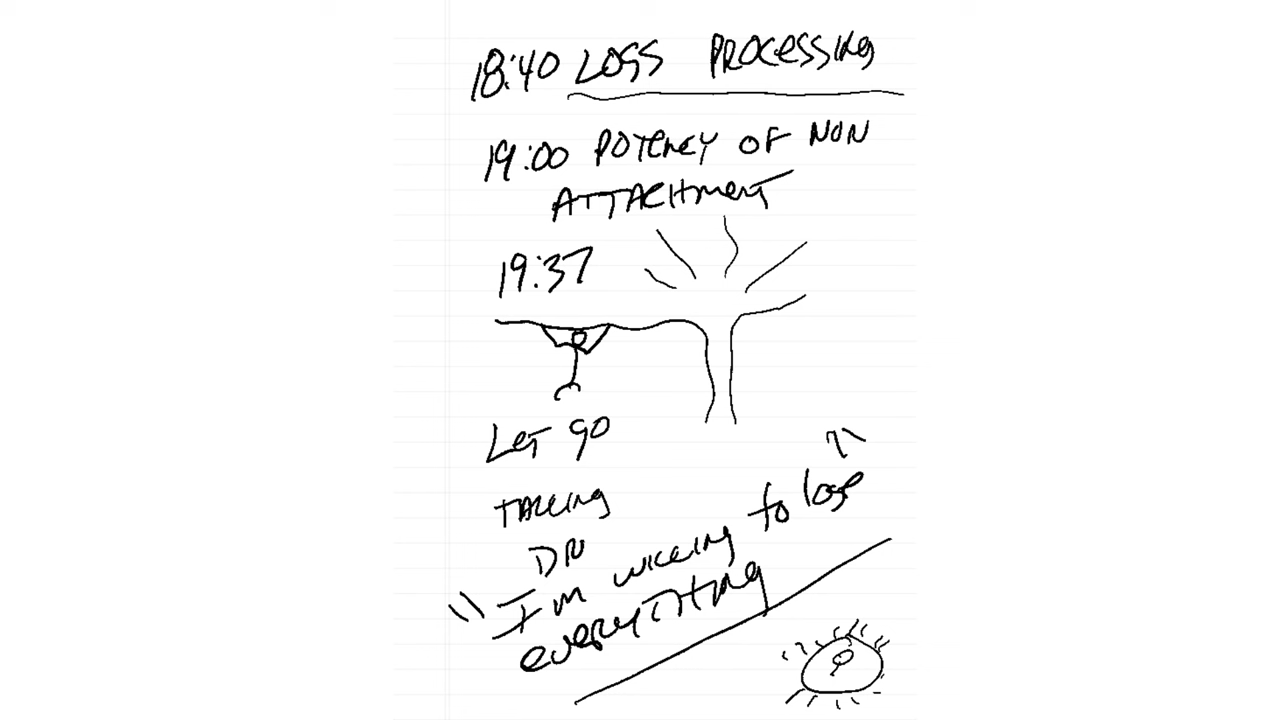 18:40 LOSS PROCESSING
19:00 POTENCY OF NON
ATTACHMENT
19:37
LET go
TALKING
"I'm willing to lose"
everything